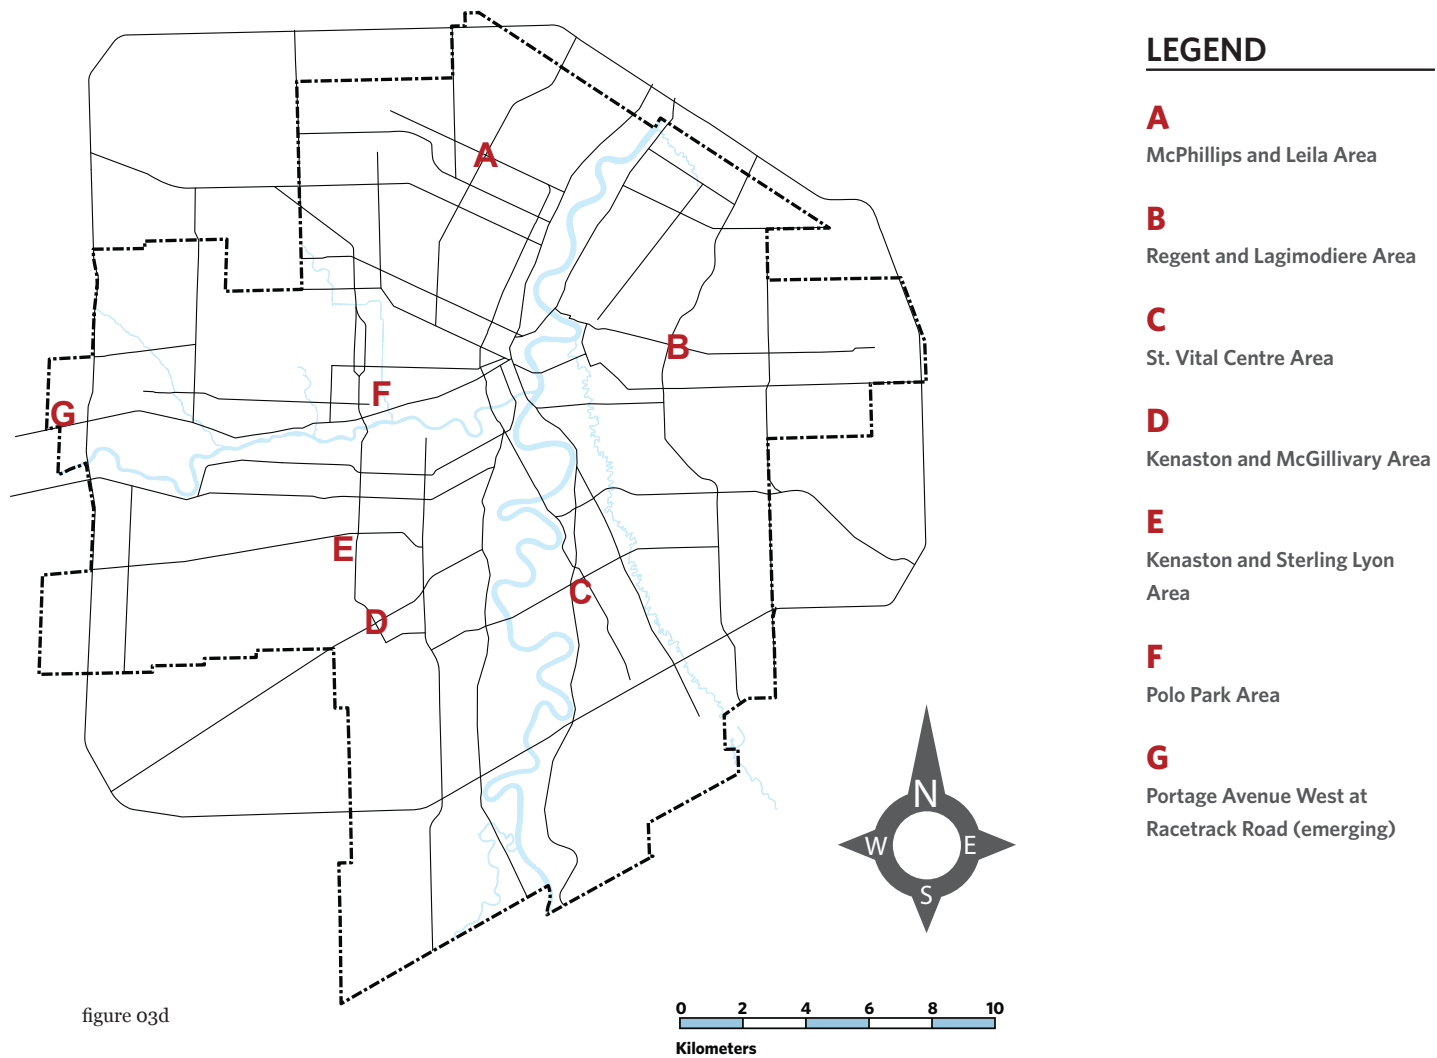 LEGEND
A
McPhillips and Leila Area
B
Regent and Lagimodiere Area
C
St. Vital Centre Area
D
Kenaston and McGillivary Area
E
Kenaston and Sterling Lyon
Area
F
Polo Park Area
G
Portage Avenue West at
Racetrack Road (emerging)
A
B
F
G
E
C
D
N
W E
S
figure 03d
0 2 4 6 8 10
Kilometers